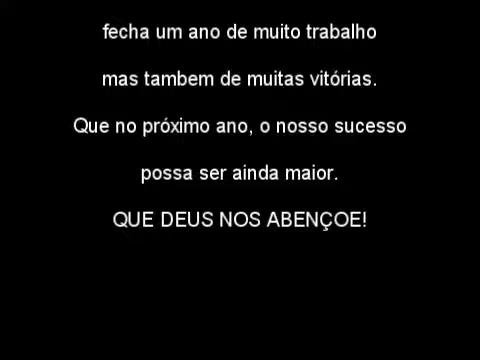 fecha um ano de muito trabalho
mas tambem de muitas vitórias.
Que no próximo ano, o nosso sucesso
possa ser ainda maior.
QUE DEUS NOS ABENÇOE!